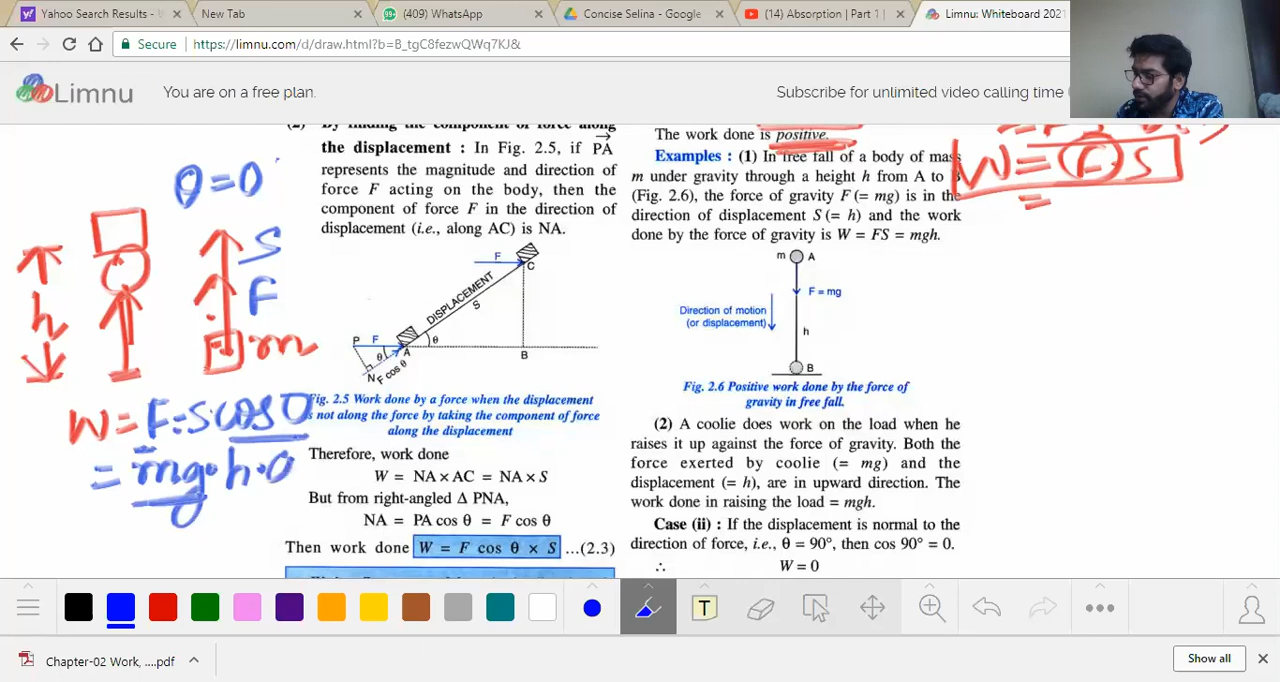 Yahoo Search Results -
New Tab
(409) WhatsApp
Concise Selina - Google
(14) Absorption | Part 1 |
Limnu: Whiteboard 2021
Secure
https://limnu.com/d/draw.html?b=B_tgC8fezwQWq7KJ&
Limnu
You are on a free plan.
Subscribe for unlimited video calling time
θ=0
S
F
h
m
W = F·S cos 0
= mg·h·0
the displacement : In Fig. 2.5, if PA
represents the magnitude and direction of
force F acting on the body, then the
component of force F in the direction of
displacement (i.e., along AC) is NA.
F
C
DISPLACEMENT
S
P
F
θ
A
θ
N
F cos θ
B
Fig. 2.5 Work done by a force when the displacement
is not along the force by taking the component of force
along the displacement
Therefore, work done
W = NA × AC = NA × S
But from right-angled Δ PNA,
NA = PA cos θ = F cos θ
Then work done W = F cos θ × S ...(2.3)
The work done is positive.
Examples : (1) In free fall of a body of mass
m under gravity through a height h from A to
(Fig. 2.6), the force of gravity F (= mg) is in the
direction of displacement S (= h) and the work
done by the force of gravity is W = FS = mgh.
W = F S
m
A
F = mg
Direction of motion
(or displacement)
h
B
Fig. 2.6 Positive work done by the force of
gravity in free fall.
(2) A coolie does work on the load when he
raises it up against the force of gravity. Both the
force exerted by coolie (= mg) and the
displacement (= h), are in upward direction. The
work done in raising the load = mgh.
Case (ii) : If the displacement is normal to the
direction of force, i.e., θ = 90°, then cos 90° = 0.
∴ W = 0
T
Chapter-02 Work, ....pdf
Show all